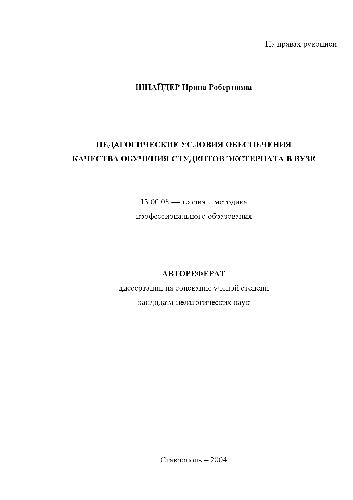 На правах рукописи
ШНАЙДЕР Ирина Робертовна
ПЕДАГОГИЧЕСКИЕ УСЛОВИЯ ОБЕСПЕЧЕНИЯ
КАЧЕСТВА ОБУЧЕНИЯ СТУДЕНТОВ ЭКСТЕРНАТА В ВУЗЕ
13.00.08 — теория и методика
профессионального образования
АВТОРЕФЕРАТ
диссертации на соискание ученой степени
кандидата педагогических наук
Ставрополь – 2004